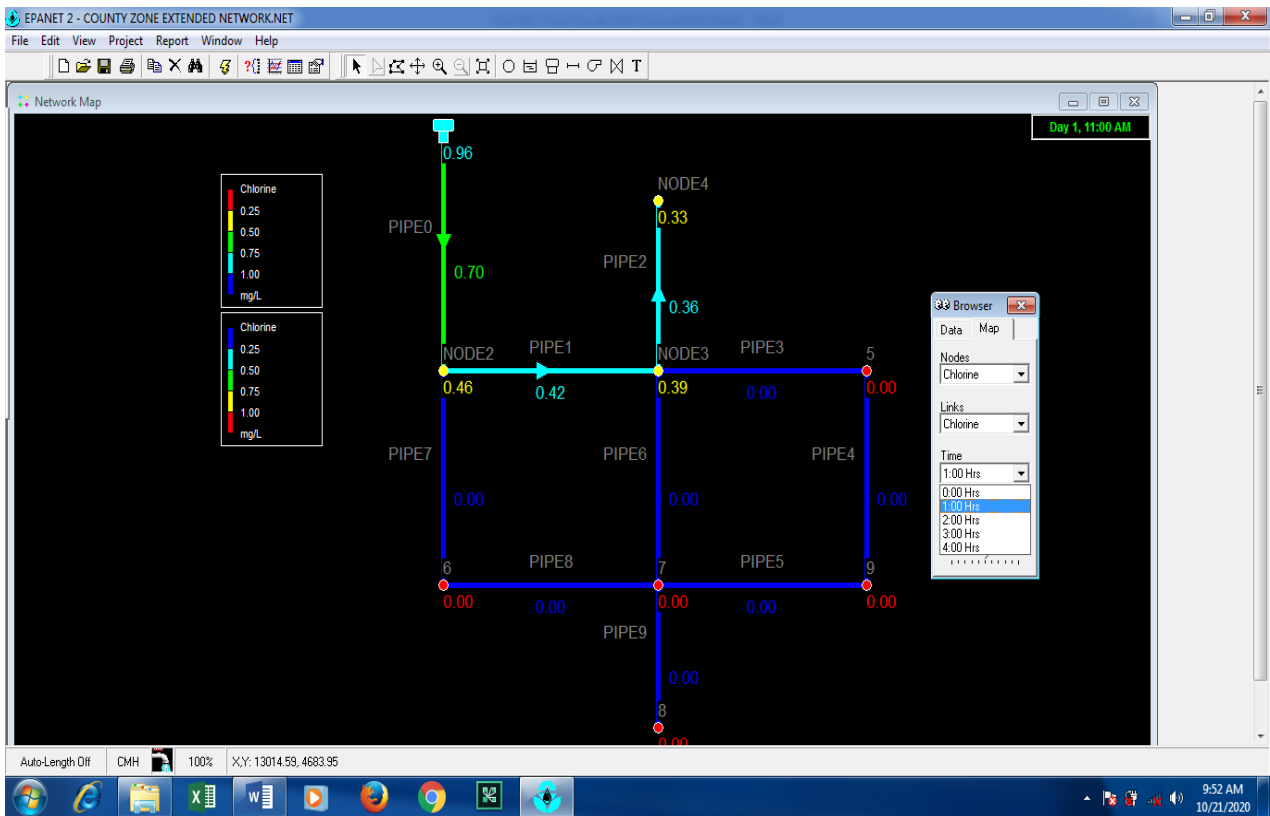 EPANET 2 - COUNTY ZONE EXTENDED NETWORK.NET
File Edit View Project Report Window Help
T
Network Map
Day 1, 11:00 AM
0.96
Chlorine
0.25
0.50
0.75
1.00
mg/L
NODE4
0.33
PIPE0
PIPE2
0.70
0.36
Browser
Data Map
Chlorine
0.25
0.50
0.75
1.00
mg/L
NODE2 PIPE1 NODE3 PIPE3 5
0.46 0.42 0.39 0.00 0.00
Nodes
Chlorine
Links
Chlorine
PIPE7 PIPE6 PIPE4
0.00 0.00 0.00
Time
1:00 Hrs
0:00 Hrs
1:00 Hrs
2:00 Hrs
3:00 Hrs
4:00 Hrs
6 PIPE8 7 PIPE5 9
0.00 0.00 0.00 0.00 0.00
PIPE9
0.00
8
0.00
Auto-Length Off CMH 100% X,Y: 13014.59, 4683.95
9:52 AM
10/21/2020